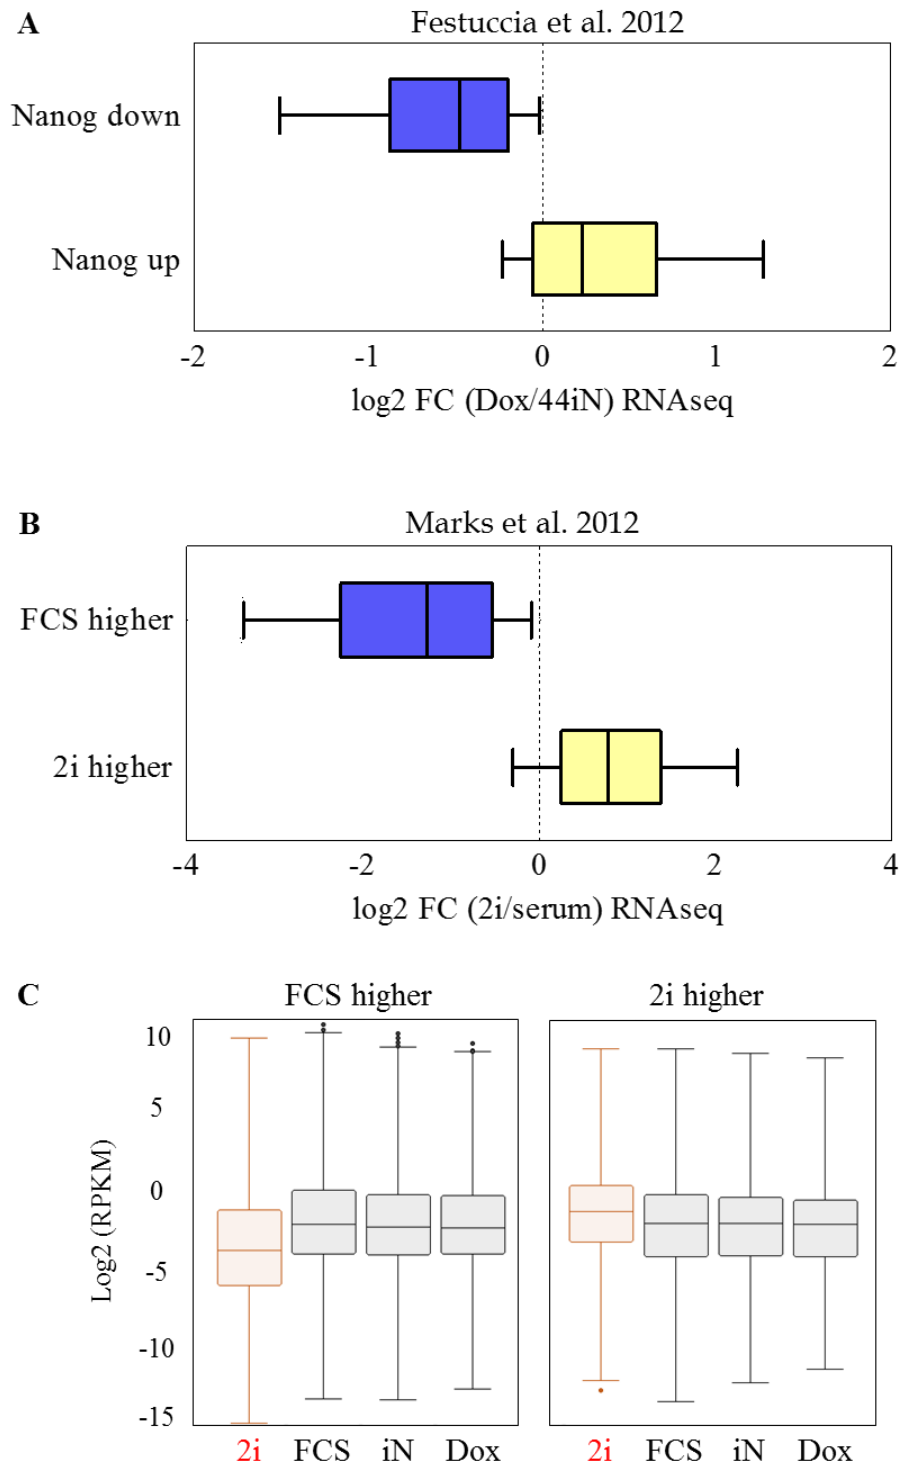 A
Festuccia et al. 2012
Nanog down
Nanog up
-2 -1 0 1 2
log2 FC (Dox/44iN) RNAseq
B
Marks et al. 2012
FCS higher
2i higher
-4 -2 0 2 4
log2 FC (2i/serum) RNAseq
C
FCS higher 2i higher
10
5
0
-5
-10
-15
Log2 (RPKM)
2i FCS iN Dox 2i FCS iN Dox